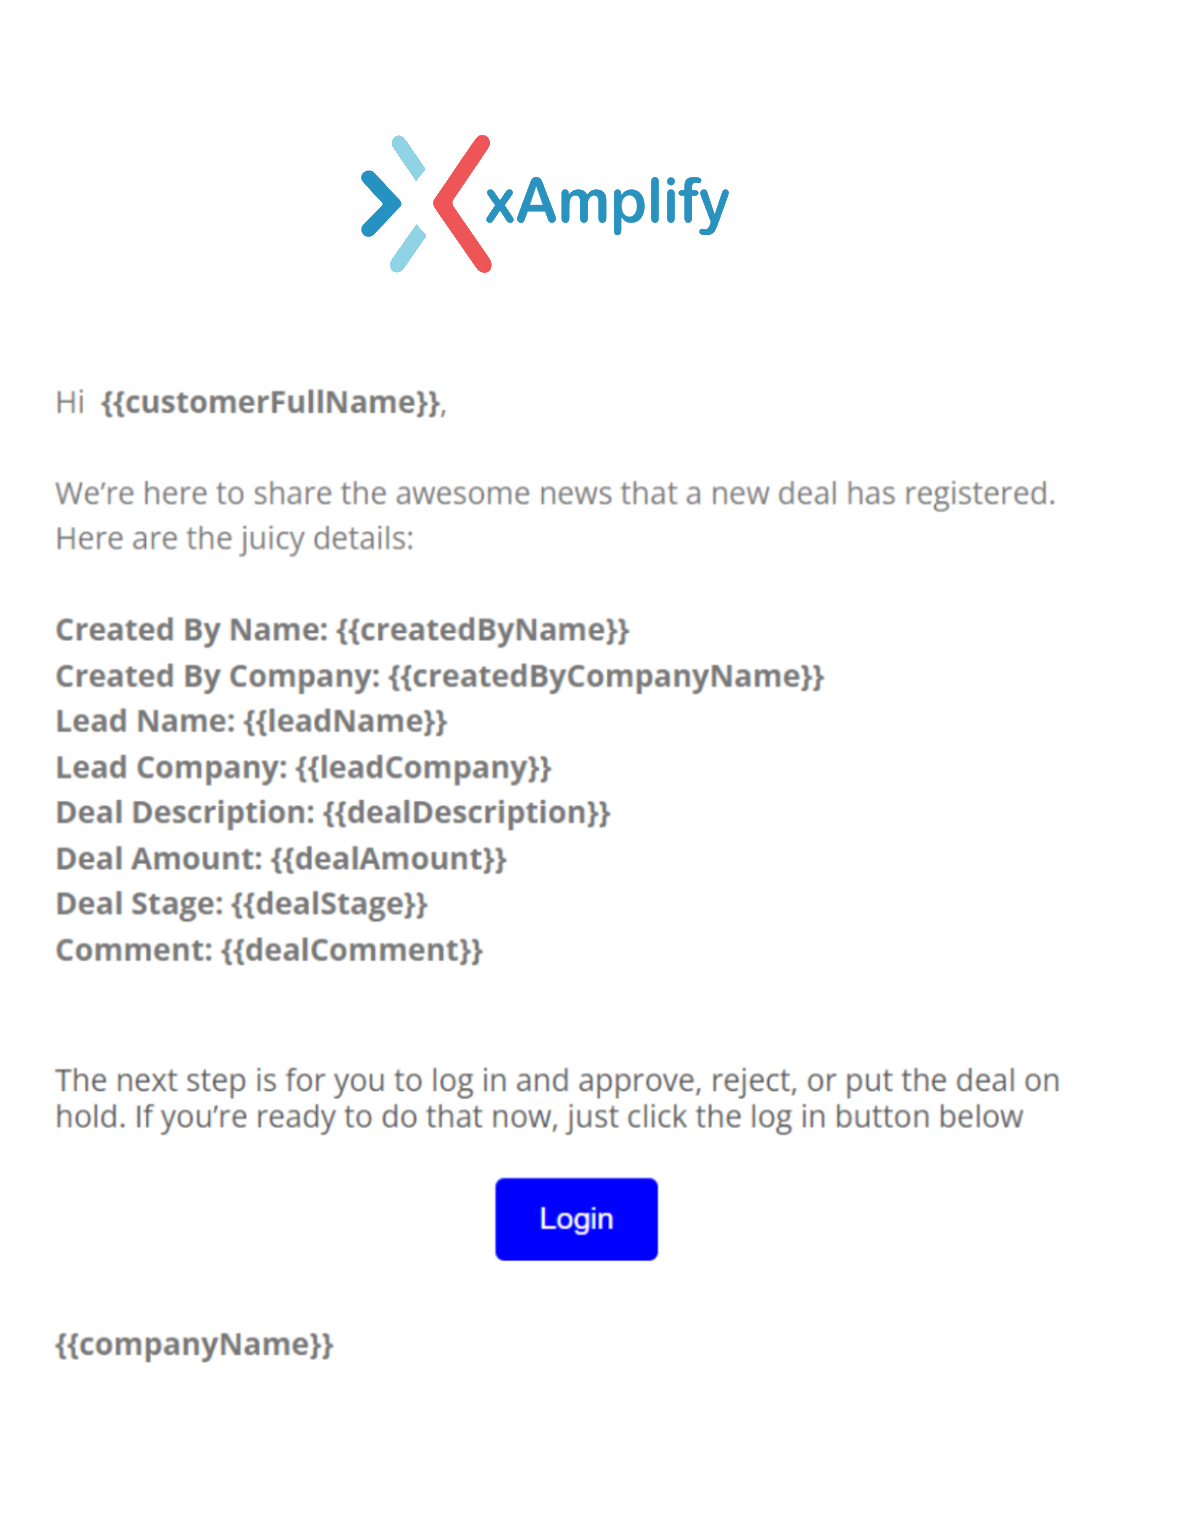 xAmplify
Hi {{customerFullName}},
We’re here to share the awesome news that a new deal has registered.
Here are the juicy details:
Created By Name: {{createdByName}}
Created By Company: {{createdByCompanyName}}
Lead Name: {{leadName}}
Lead Company: {{leadCompany}}
Deal Description: {{dealDescription}}
Deal Amount: {{dealAmount}}
Deal Stage: {{dealStage}}
Comment: {{dealComment}}
The next step is for you to log in and approve, reject, or put the deal on
hold. If you’re ready to do that now, just click the log in button below
Login
{{companyName}}